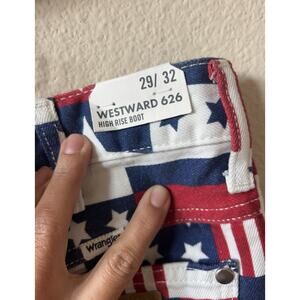 29/ 32
WESTWARD 626
HIGH RISE BOOT
Wrangler